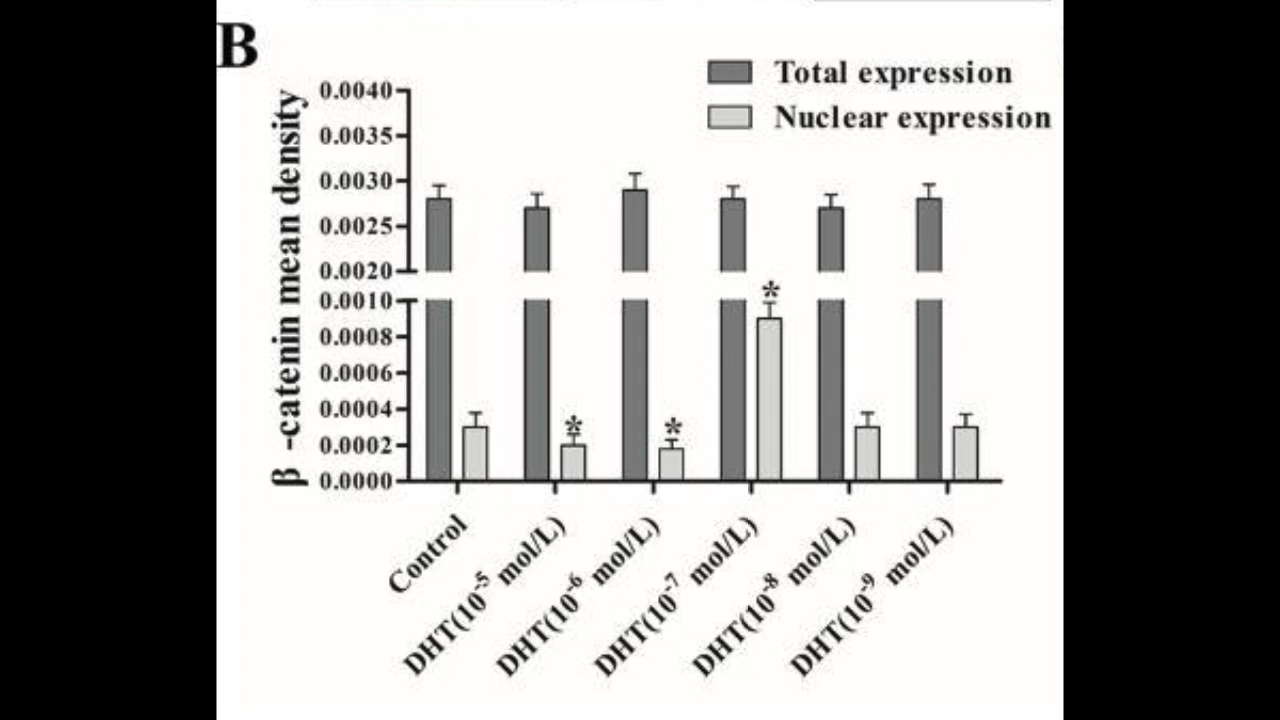 B
Total expression
Nuclear expression
β -catenin mean density
0.0040
0.0035
0.0030
0.0025
0.0020
0.0010
0.0008
0.0006
0.0004
0.0002
0.0000
*
*
*
Control
DHT(10⁻⁵ mol/L)
DHT(10⁻⁶ mol/L)
DHT(10⁻⁷ mol/L)
DHT(10⁻⁸ mol/L)
DHT(10⁻⁹ mol/L)